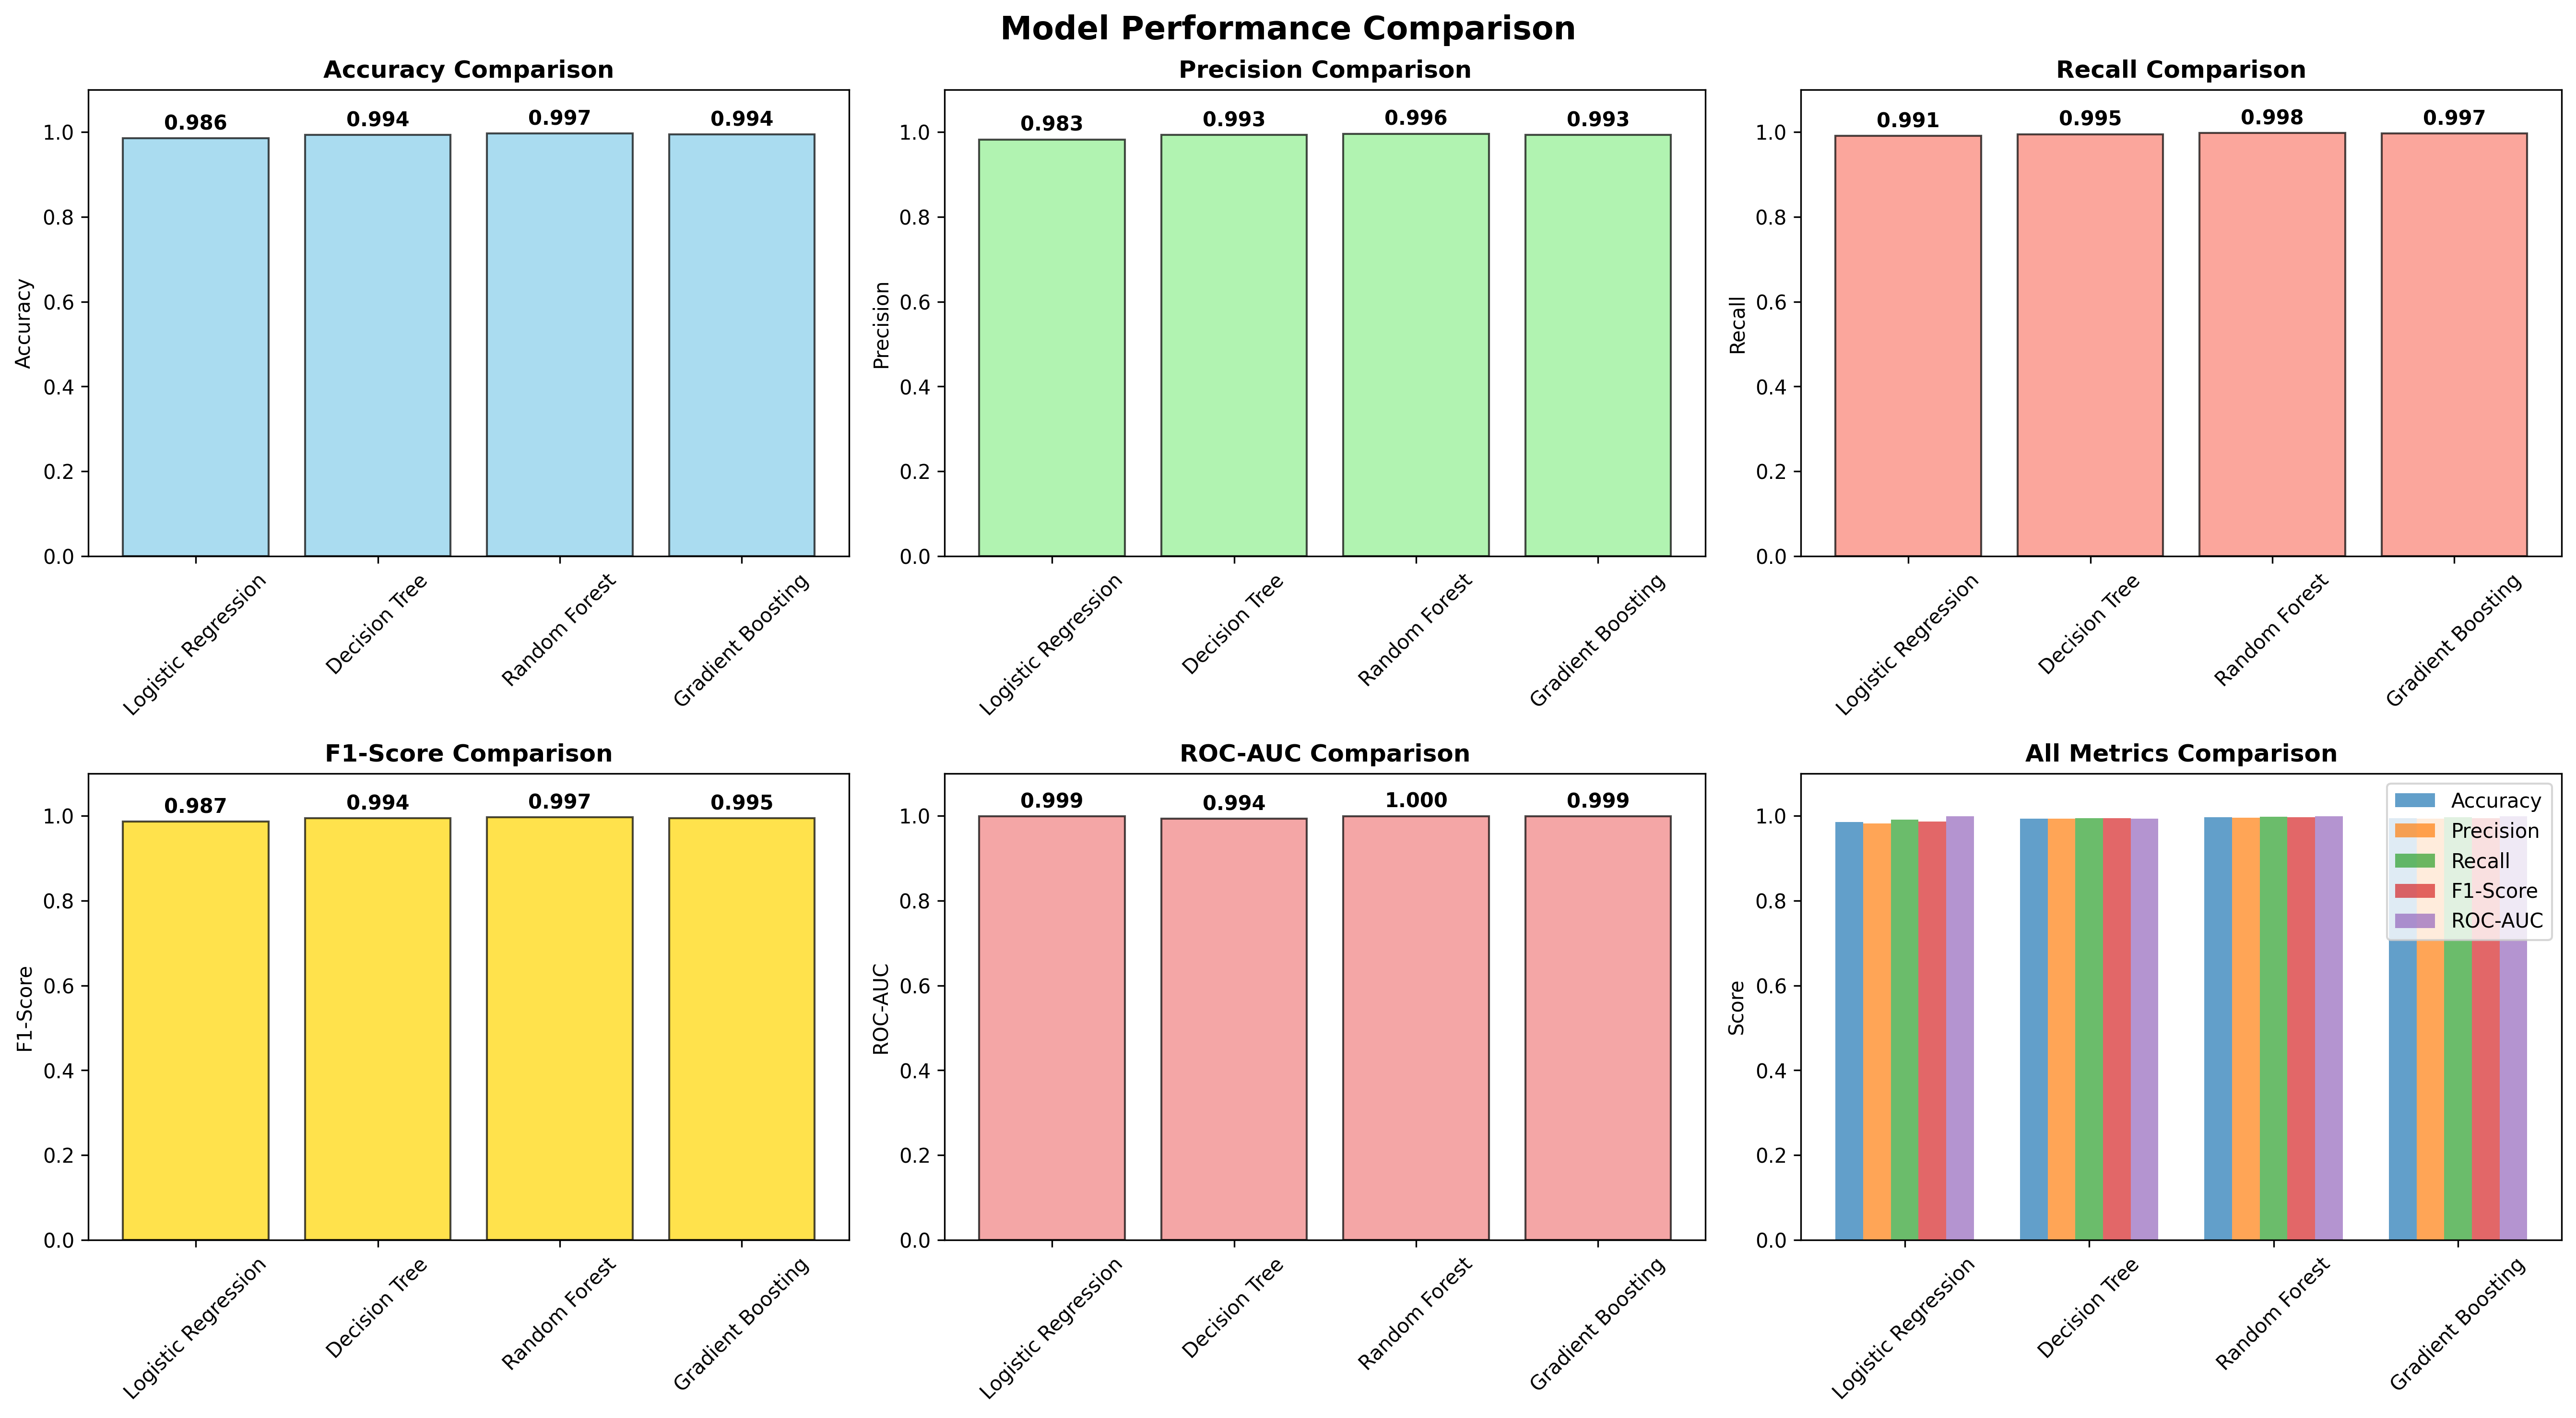 Model Performance Comparison
Accuracy Comparison
Accuracy
1.0
0.8
0.6
0.4
0.2
0.0
0.986
0.994
0.997
0.994
Logistic Regression
Decision Tree
Random Forest
Gradient Boosting
Precision Comparison
Precision
1.0
0.8
0.6
0.4
0.2
0.0
0.983
0.993
0.996
0.993
Logistic Regression
Decision Tree
Random Forest
Gradient Boosting
Recall Comparison
Recall
1.0
0.8
0.6
0.4
0.2
0.0
0.991
0.995
0.998
0.997
Logistic Regression
Decision Tree
Random Forest
Gradient Boosting
F1-Score Comparison
F1-Score
1.0
0.8
0.6
0.4
0.2
0.0
0.987
0.994
0.997
0.995
Logistic Regression
Decision Tree
Random Forest
Gradient Boosting
ROC-AUC Comparison
ROC-AUC
1.0
0.8
0.6
0.4
0.2
0.0
0.999
0.994
1.000
0.999
Logistic Regression
Decision Tree
Random Forest
Gradient Boosting
All Metrics Comparison
Score
1.0
0.8
0.6
0.4
0.2
0.0
Accuracy
Precision
Recall
F1-Score
ROC-AUC
Logistic Regression
Decision Tree
Random Forest
Gradient Boosting